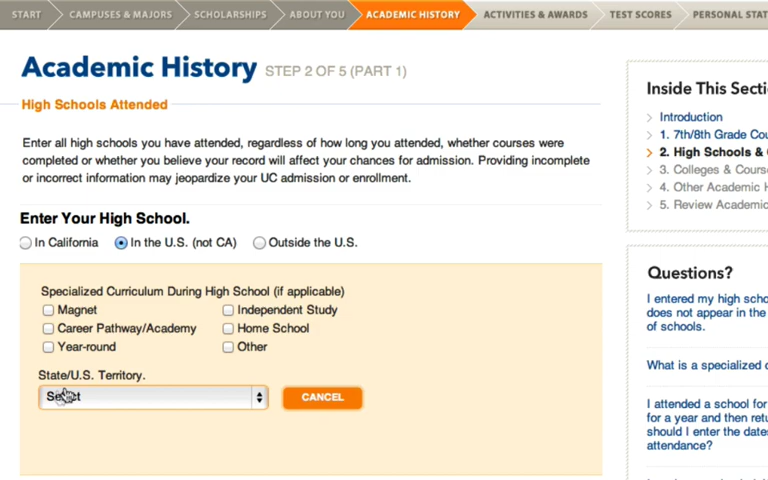 START
CAMPUSES & MAJORS
SCHOLARSHIPS
ABOUT YOU
ACADEMIC HISTORY
ACTIVITIES & AWARDS
TEST SCORES
PERSONAL STAT
Academic History STEP 2 OF 5 (PART 1)
High Schools Attended
Enter all high schools you have attended, regardless of how long you attended, whether courses were
completed or whether you believe your record will affect your chances for admission. Providing incomplete
or incorrect information may jeopardize your UC admission or enrollment.
Enter Your High School.
In California
In the U.S. (not CA)
Outside the U.S.
Specialized Curriculum During High School (if applicable)
Magnet
Independent Study
Career Pathway/Academy
Home School
Year-round
Other
State/U.S. Territory.
Select
CANCEL
Inside This Secti
Introduction
1. 7th/8th Grade Cou
2. High Schools &
3. Colleges & Cours
4. Other Academic H
5. Review Academic
Questions?
I entered my high scho
does not appear in the
of schools.
What is a specialized c
I attended a school for
for a year and then retu
should I enter the date
attendance?